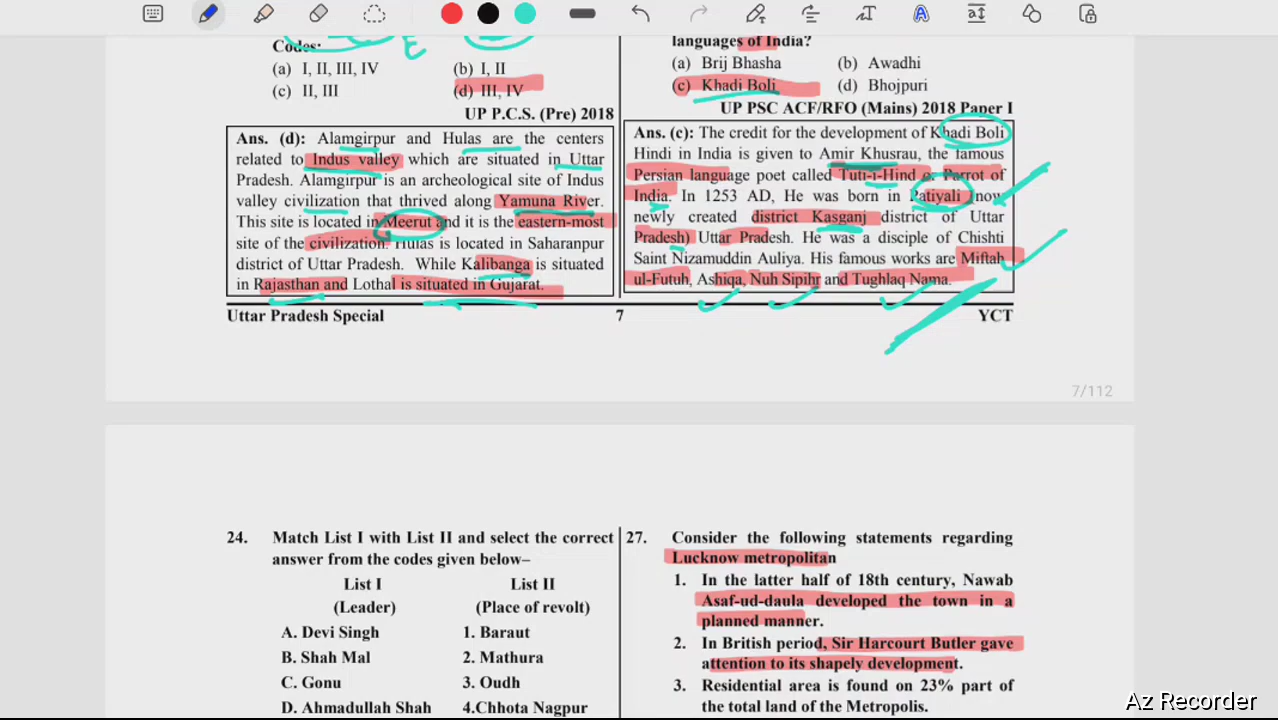 Codes:
(a) I, II, III, IV (b) I, II
(c) II, III (d) III, IV
UP P.C.S. (Pre) 2018
Ans. (d): Alamgirpur and Hulas are the centers
related to Indus valley which are situated in Uttar
Pradesh. Alamgirpur is an archeological site of Indus
valley civilization that thrived along Yamuna River.
This site is located in Meerut and it is the eastern-most
site of the civilization. Hulas is located in Saharanpur
district of Uttar Pradesh. While Kalibanga is situated
in Rajasthan and Lothal is situated in Gujarat.
languages of India?
(a) Brij Bhasha (b) Awadhi
(c) Khadi Boli (d) Bhojpuri
UP PSC ACF/RFO (Mains) 2018 Paper I
Ans. (c): The credit for the development of Khadi Boli
Hindi in India is given to Amir Khusrau, the famous
Persian language poet called Tuti-i-Hind or Parrot of
India. In 1253 AD, He was born in Patiyali (now
newly created district Kasganj district of Uttar
Pradesh) Uttar Pradesh. He was a disciple of Chishti
Saint Nizamuddin Auliya. His famous works are Miftah
ul-Futuh, Ashiqa, Nuh Sipihr and Tughlaq Nama.
Uttar Pradesh Special 7 YCT
7/112
24. Match List I with List II and select the correct
answer from the codes given below–
List I List II
(Leader) (Place of revolt)
A. Devi Singh 1. Baraut
B. Shah Mal 2. Mathura
C. Gonu 3. Oudh
D. Ahmadullah Shah 4.Chhota Nagpur
27. Consider the following statements regarding
Lucknow metropolitan
1. In the latter half of 18th century, Nawab
Asaf-ud-daula developed the town in a
planned manner.
2. In British period, Sir Harcourt Butler gave
attention to its shapely development.
3. Residential area is found on 23% part of
the total land of the Metropolis.
Az Recorder